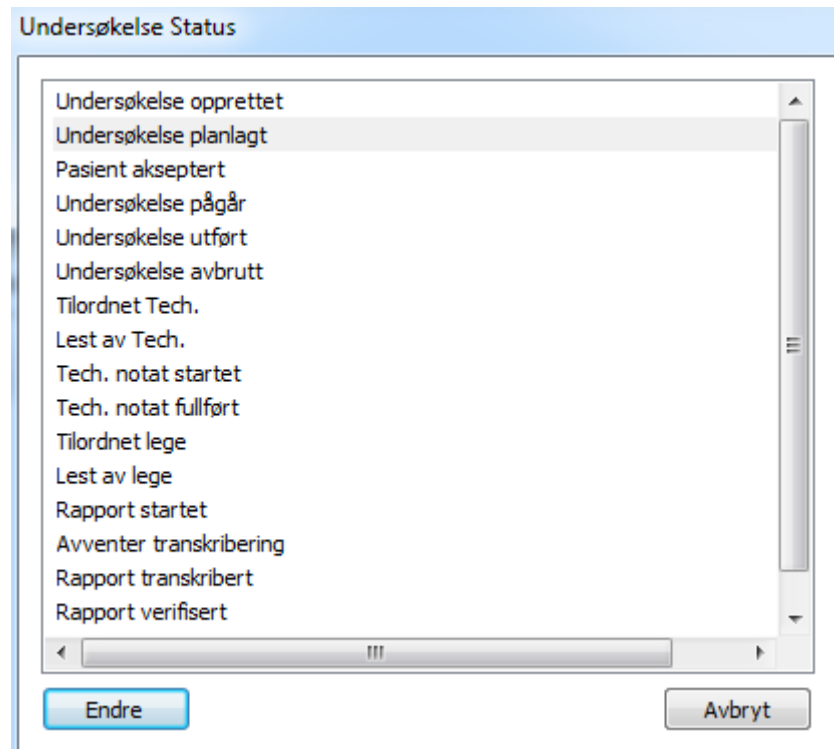 Undersøkelse Status
Undersøkelse opprettet
Undersøkelse planlagt
Pasient akseptert
Undersøkelse pågår
Undersøkelse utført
Undersøkelse avbrutt
Tilordnet Tech.
Lest av Tech.
Tech. notat startet
Tech. notat fullført
Tilordnet lege
Lest av lege
Rapport startet
Avventer transkribering
Rapport transkribert
Rapport verifisert
Endre
Avbryt